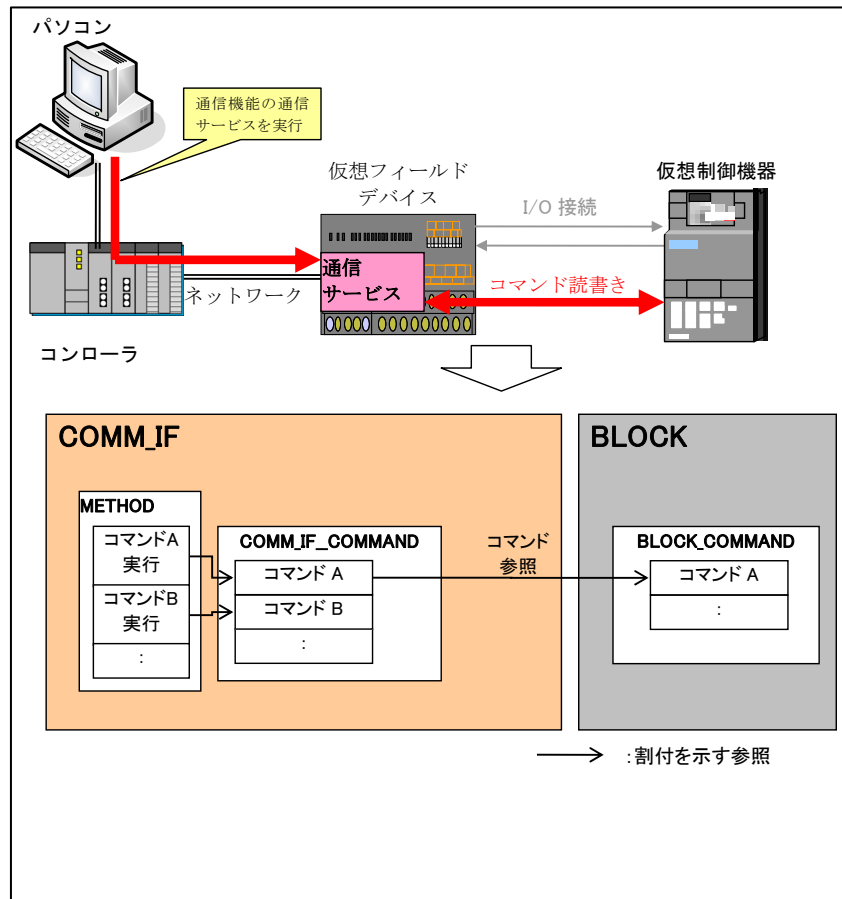 パソコン
通信機能の通信
サービスを実行
仮想フィールド
デバイス
仮想制御機器
I/O 接続
通信
サービス
コマンド読書き
ネットワーク
コントローラ
COMM_IF
BLOCK
METHOD
コマンドA
実行
コマンドB
実行
:
COMM_IF_COMMAND
コマンド A
コマンド B
:
コマンド
参照
BLOCK_COMMAND
コマンド A
:
:割付を示す参照